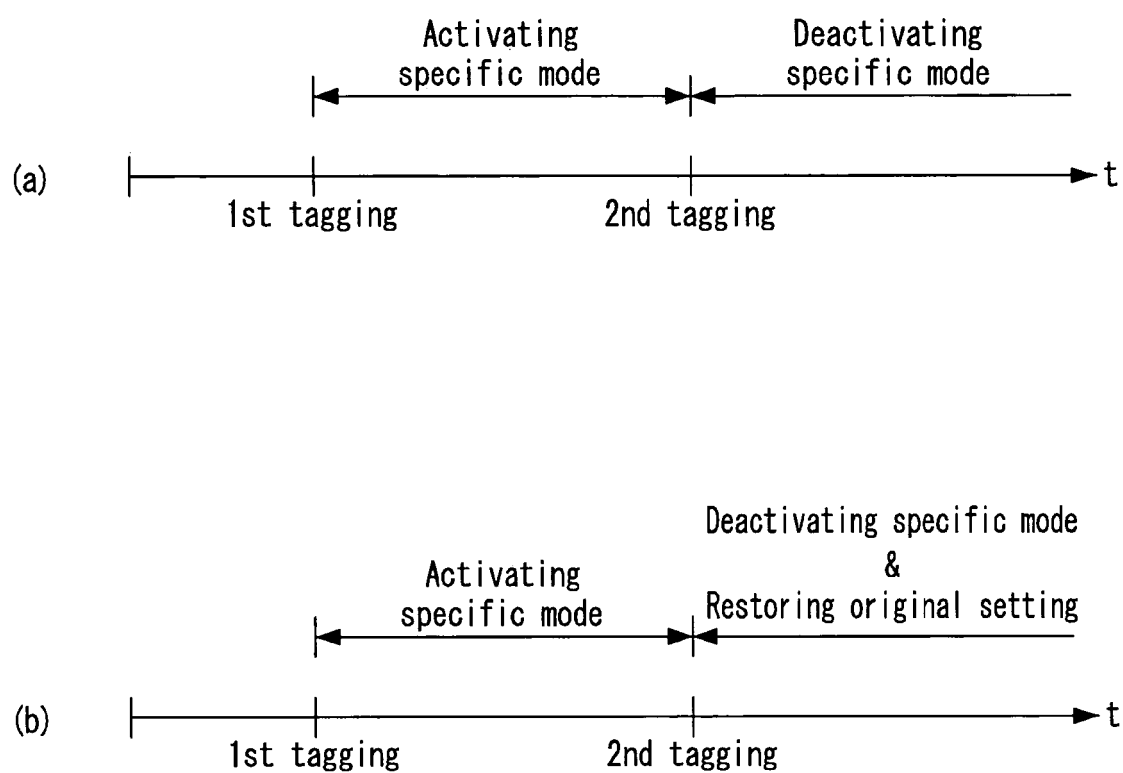 Activating
specific mode
Deactivating
specific mode
(a)
t
1st tagging
2nd tagging
Activating
specific mode
Deactivating specific mode
&
Restoring original setting
(b)
t
1st tagging
2nd tagging